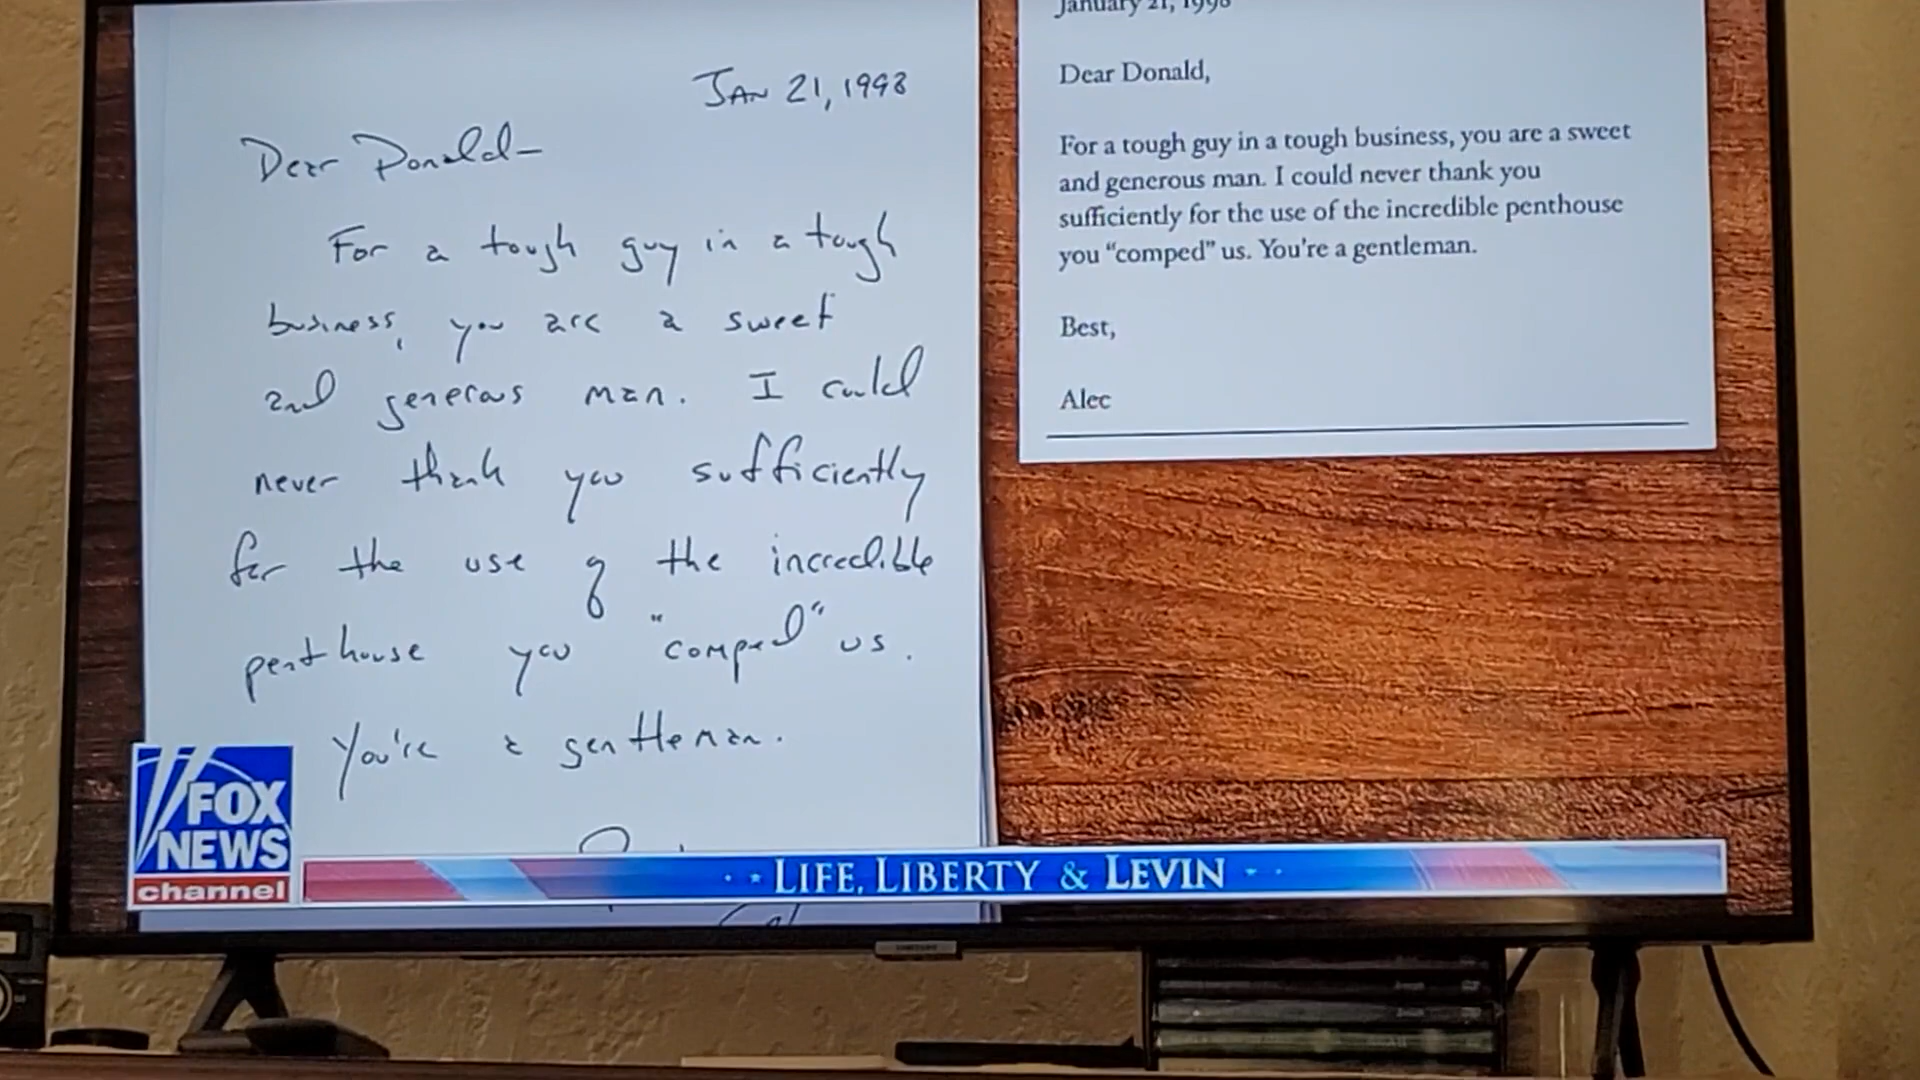 JAN 21, 1998
Dear Donald-
For a tough guy in a tough
business, you are a sweet
and generous man. I could
never thank you sufficiently
for the use of the incredible
penthouse you "comped" us.
You're a gentleman.
January 21, 1998
Dear Donald,
For a tough guy in a tough business, you are a sweet
and generous man. I could never thank you
sufficiently for the use of the incredible penthouse
you “comped” us. You're a gentleman.
Best,
Alec
FOX
NEWS
channel
LIFE, LIBERTY & LEVIN